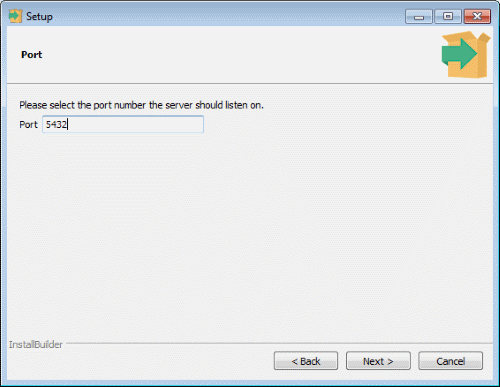 Setup
Port
Please select the port number the server should listen on.
Port 5432
InstallBuilder
< Back Next > Cancel